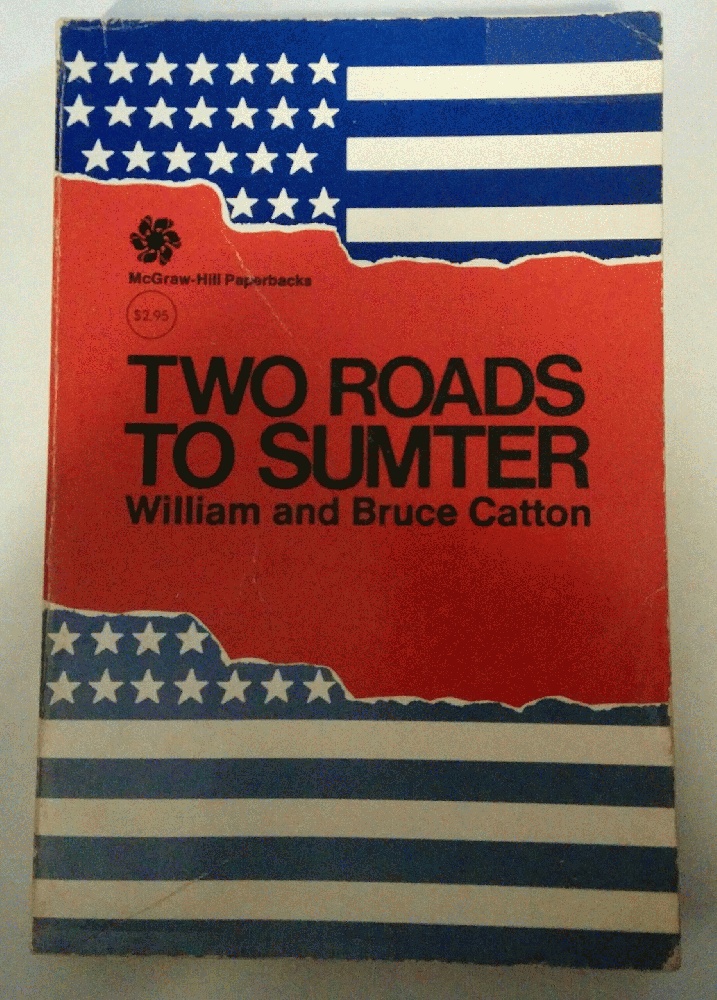 McGraw-Hill Paperbacks
$2.95
TWO ROADS
TO SUMTER
William and Bruce Catton